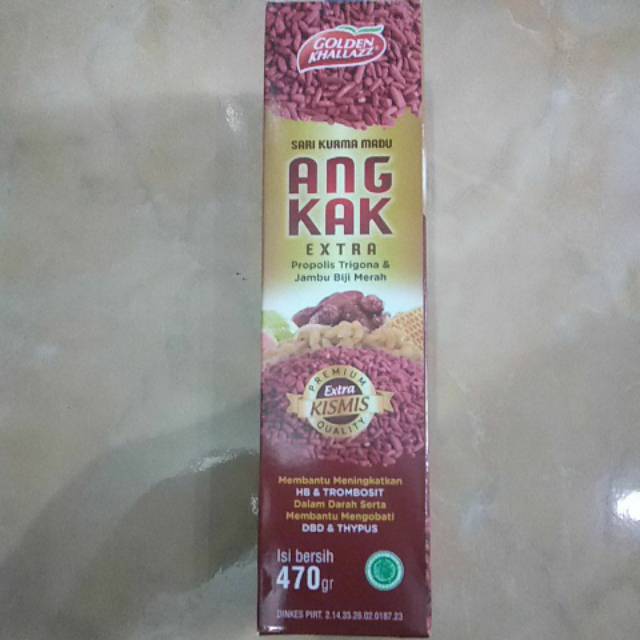 GOLDEN
KHALLAZZ
SARI KURMA MADU
ANG
KAK
EXTRA
Propolis Trigona &
Jambu Biji Merah
PREMIUM
Extra
KISMIS
QUALITY
Membantu Meningkatkan
HB & TROMBOSIT
Dalam Darah Serta
Membantu Mengobati
DBD & THYPUS
Isi bersih
470gr
DINKES PIRT. 2.14.35.28.02.0187.23